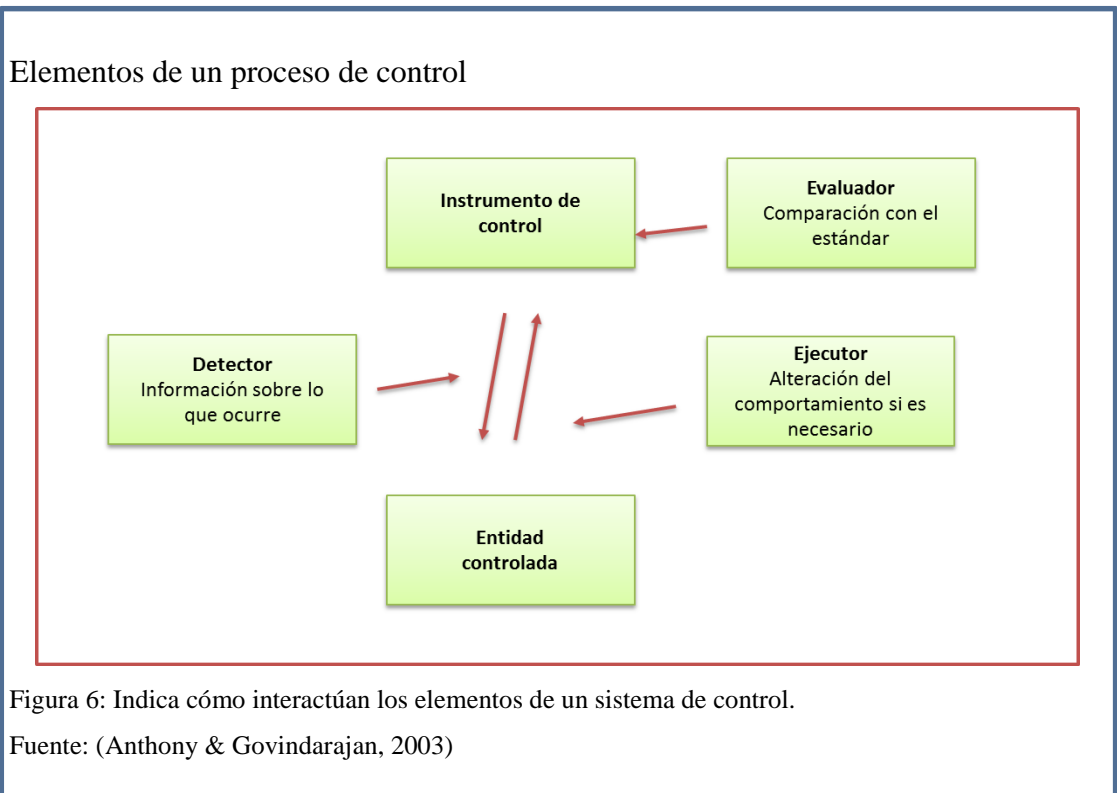 Elementos de un proceso de control
Instrumento de
control
Evaluador
Comparación con el
estándar
Detector
Información sobre lo
que ocurre
Ejecutor
Alteración del
comportamiento si es
necesario
Entidad
controlada
Figura 6: Indica cómo interactúan los elementos de un sistema de control.
Fuente: (Anthony & Govindarajan, 2003)